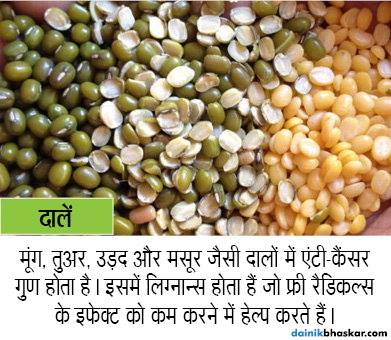 दालें
मूंग, तुअर, उड़द और मसूर जैसी दालों में एंटी-कैंसर
गुण होता है। इसमें लिग्नान्स होता हैं जो फ्री रैडिकल्स
के इफेक्ट को कम करने में हेल्प करते हैं।
dainikbhaskar.com